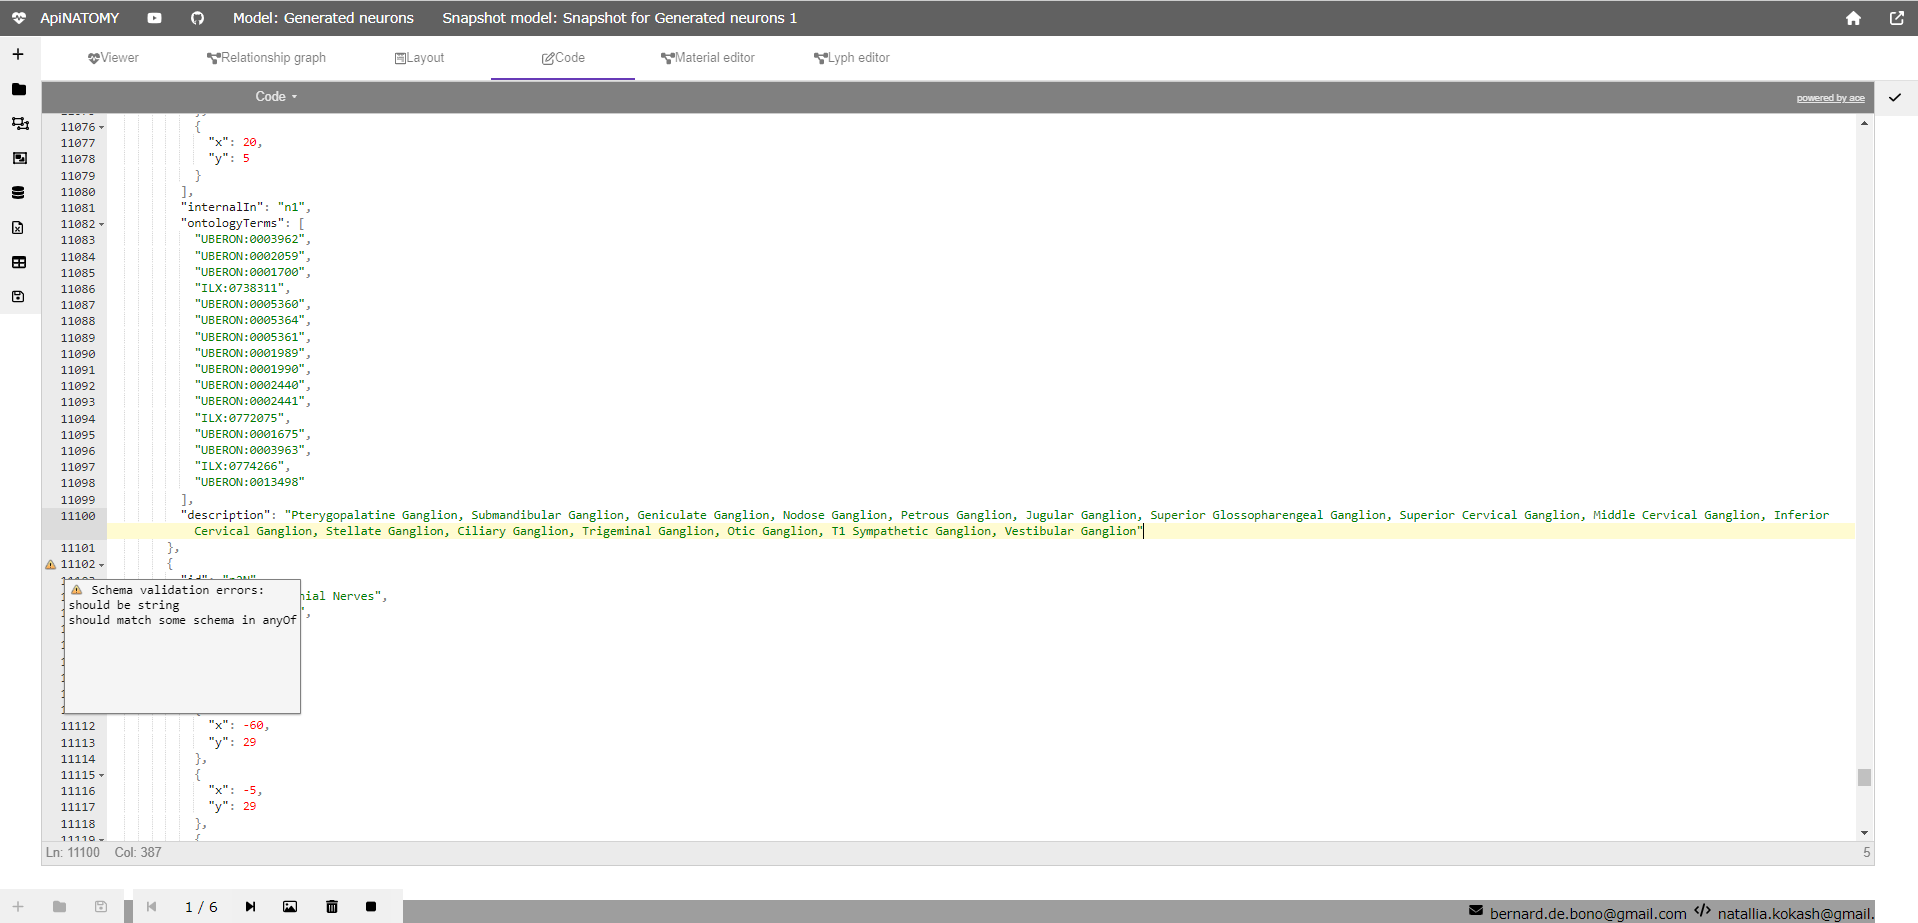 ApiNATOMY Model: Generated neurons Snapshot model: Snapshot for Generated neurons 1
Viewer Relationship graph Layout Code Material editor Lyph editor
Code powered by ace
11076 {
11077 "x": 20,
11078 "y": 5
11079 }
11080 ],
11081 "internalIn": "n1",
11082 "ontologyTerms": [
11083 "UBERON:0003962",
11084 "UBERON:0002059",
11085 "UBERON:0001700",
11086 "ILX:0738311",
11087 "UBERON:0005360",
11088 "UBERON:0005364",
11089 "UBERON:0005361",
11090 "UBERON:0001989",
11091 "UBERON:0001990",
11092 "UBERON:0002440",
11093 "UBERON:0002441",
11094 "ILX:0772075",
11095 "UBERON:0001675",
11096 "UBERON:0003963",
11097 "ILX:0774266",
11098 "UBERON:0013498"
11099 ],
11100 "description": "Pterygopalatine Ganglion, Submandibular Ganglion, Geniculate Ganglion, Nodose Ganglion, Petrous Ganglion, Jugular Ganglion, Superior Glossopharengeal Ganglion, Superior Cervical Ganglion, Middle Cervical Ganglion, Inferior
Cervical Ganglion, Stellate Ganglion, Ciliary Ganglion, Trigeminal Ganglion, Otic Ganglion, T1 Sympathetic Ganglion, Vestibular Ganglion"
11101 },
11102 {
Schema validation errors:
should be string
nial Nerves",
",
should match some schema in anyOf
11112 "x": -60,
11113 "y": 29
11114 },
11115 {
11116 "x": -5,
11117 "y": 29
11118 },
11119 {
Ln: 11100 Col: 387 5
1 / 6
bernard.de.bono@gmail.com natallia.kokash@gmail.